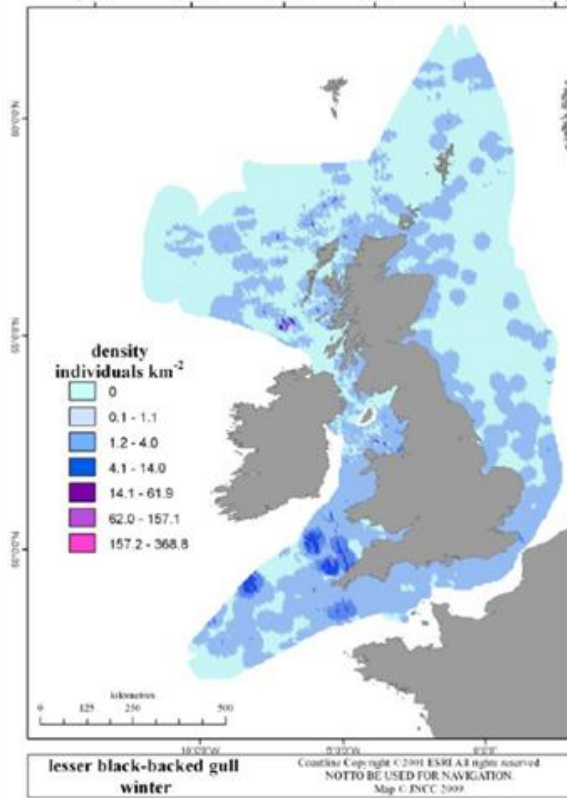 density
individuals km-2
0
0.1 - 1.1
1.2 - 4.0
4.1 - 14.0
14.1 - 61.9
62.0 - 157.1
157.2 - 368.8
kilometres
0 125 250 500
lesser black-backed gull
winter
Coastline Copyright ©2001 ESRI All rights reserved
NOT TO BE USED FOR NAVIGATION.
Map © JNCC 2009